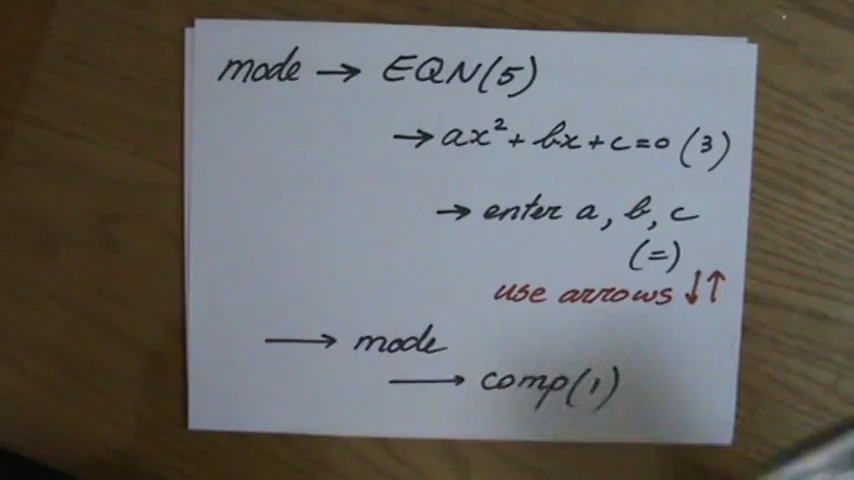 mode → EQN(5)
→ ax² + bx + c = 0 (3)
→ enter a, b, c
(=)
use arrows ↓↑
→ mode
→ comp(1)